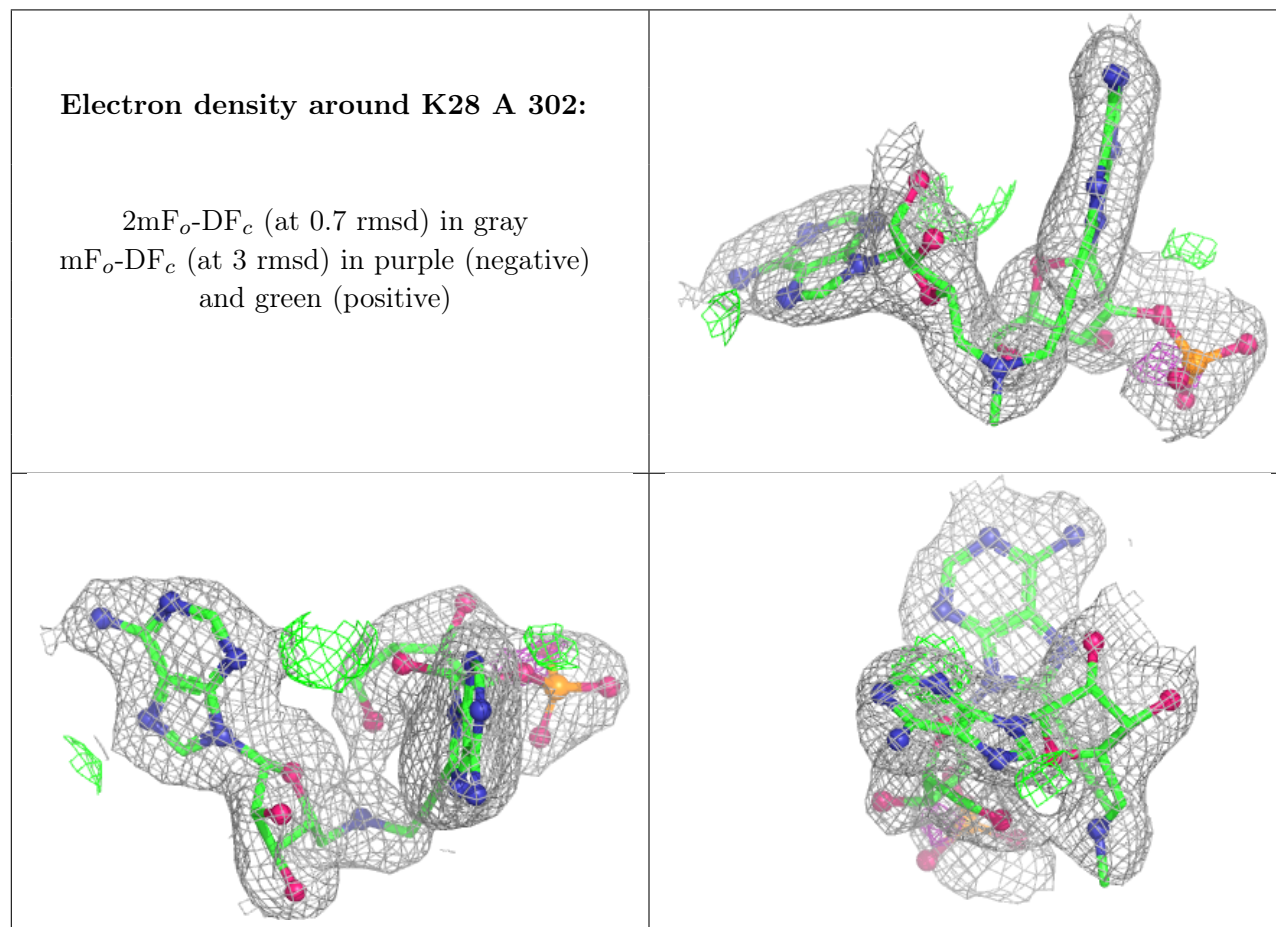 Electron density around K28 A 302:
2mFo-DFc (at 0.7 rmsd) in gray
mFo-DFc (at 3 rmsd) in purple (negative)
and green (positive)